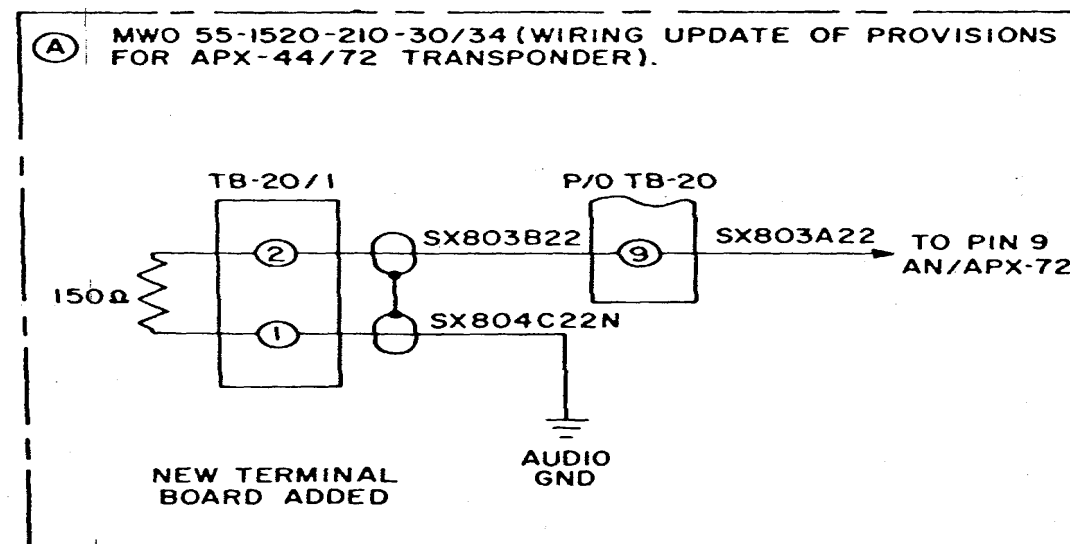 A MWO 55-1520-210-30/34 (WIRING UPDATE OF PROVISIONS
FOR APX-44/72 TRANSPONDER).
TB-20/1
P/O TB-20
2
SX803B22
9
SX803A22
TO PIN 9
AN/APX-72
150Ω
1
SX804C22N
AUDIO
GND
NEW TERMINAL
BOARD ADDED